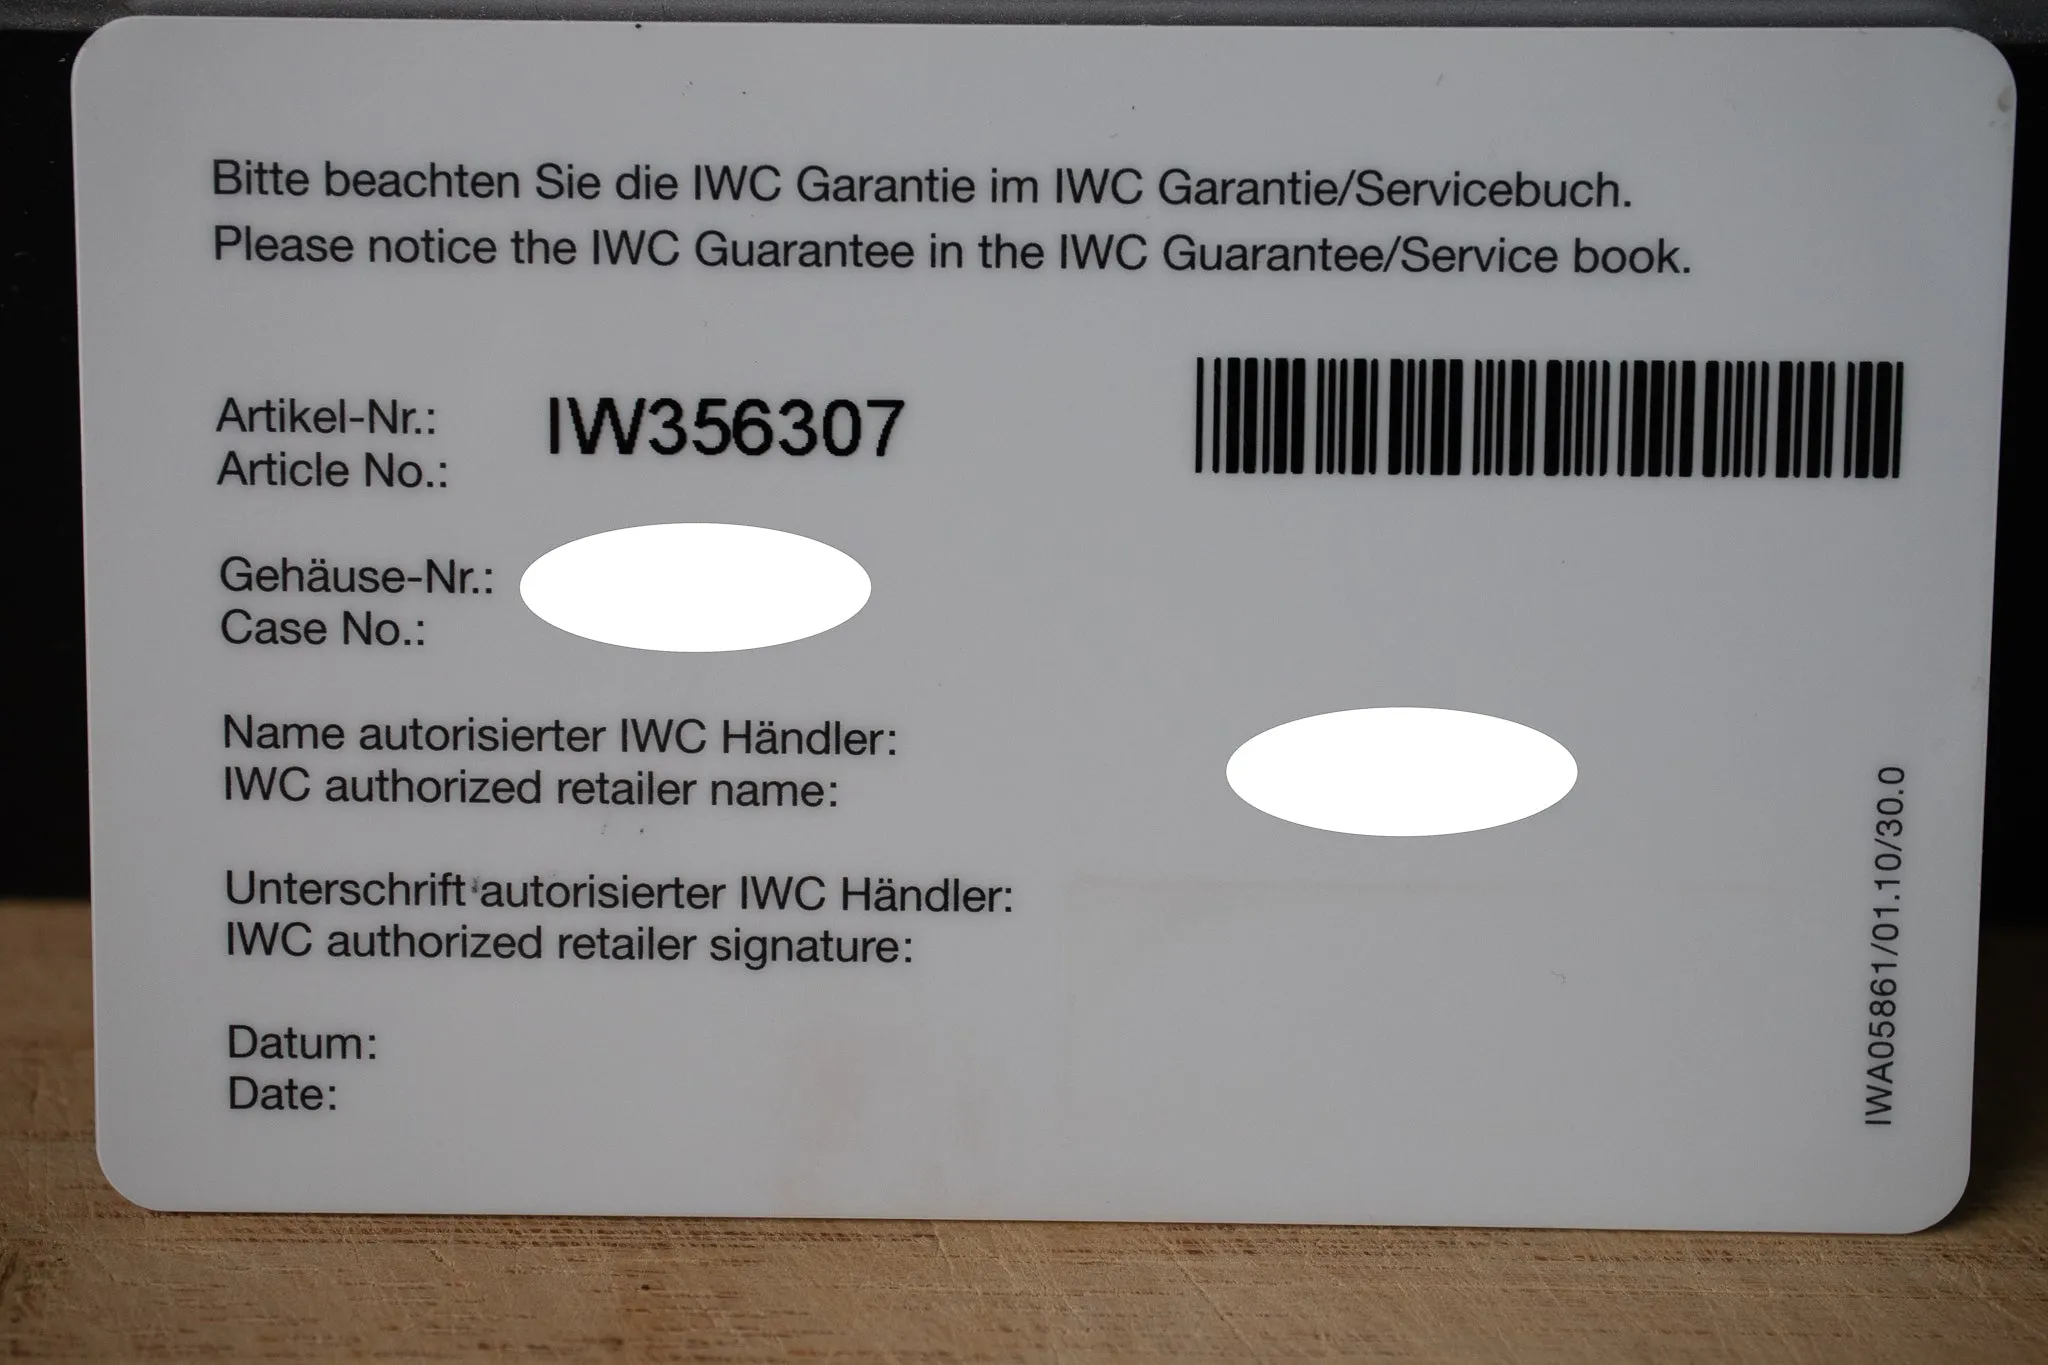 Bitte beachten Sie die IWC Garantie im IWC Garantie/Servicebuch.
Please notice the IWC Guarantee in the IWC Guarantee/Service book.
Artikel-Nr.: IW356307
Article No.:
Gehäuse-Nr.:
Case No.:
Name autorisierter IWC Händler:
IWC authorized retailer name:
Unterschrift autorisierter IWC Händler:
IWC authorized retailer signature:
Datum:
Date:
IWA05861/01.10/30.0